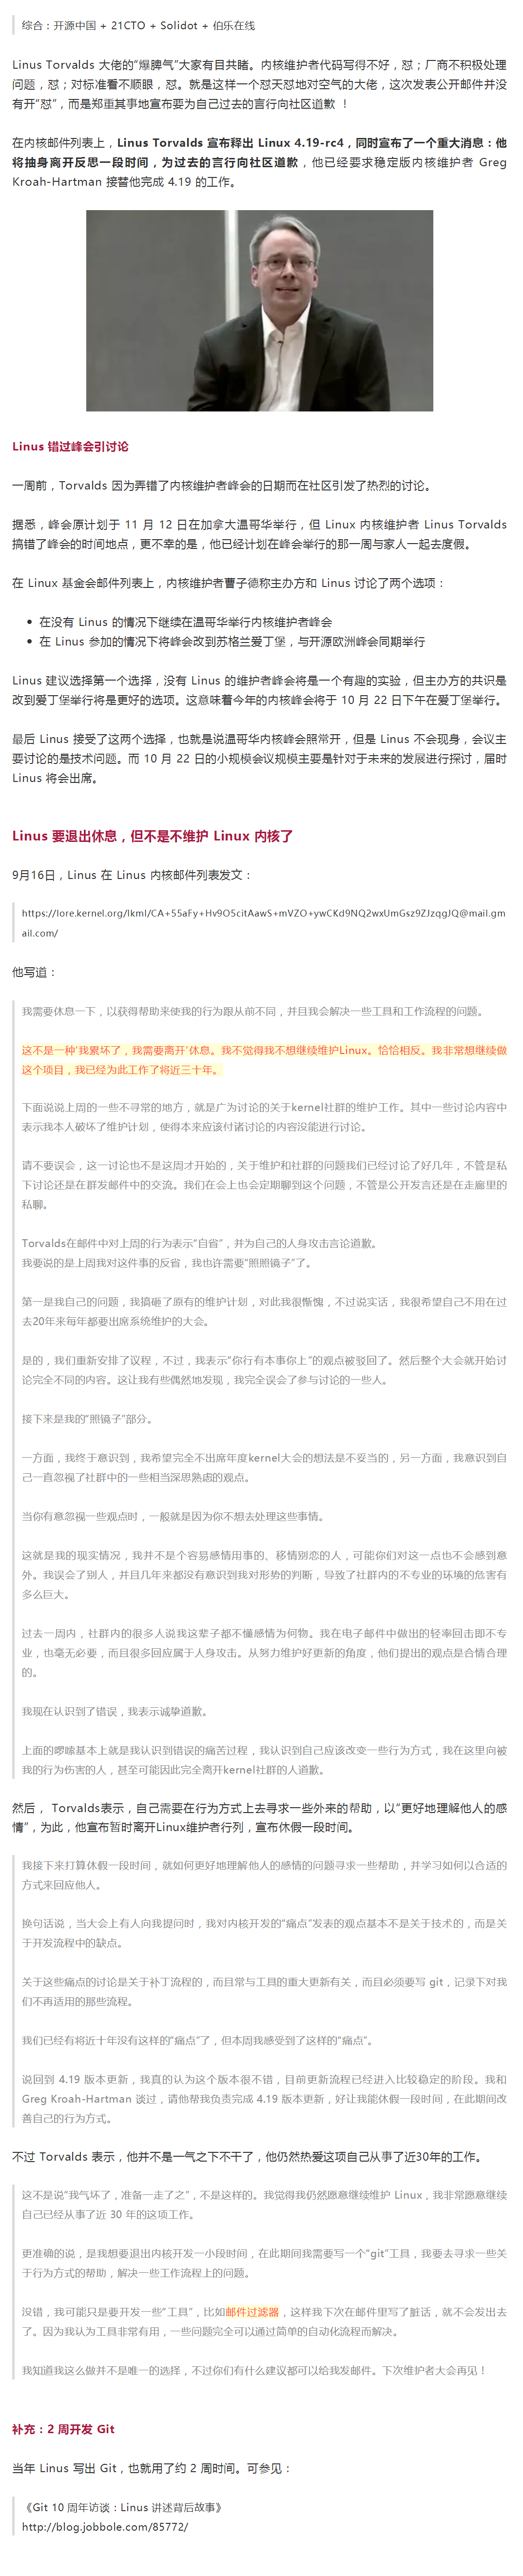 综合：开源中国 + 21CTO + Solidot + 伯乐在线
Linus Torvalds 大佬的“爆脾气”大家有目共睹。内核维护者代码写得不好，怼；厂商不积极处理
问题，怼；对标准看不顺眼，怼。就是这样一个怼天怼地对空气的大佬，这次发表公开邮件并没
有开“怼”，而是郑重其事地宣布要为自己过去的言行向社区道歉 ！
在内核邮件列表上，Linus Torvalds 宣布释出 Linux 4.19-rc4，同时宣布了一个重大消息：他
将抽身离开反思一段时间，为过去的言行向社区道歉，他已经要求稳定版内核维护者 Greg
Kroah-Hartman 接替他完成 4.19 的工作。
Linus 错过峰会引讨论
一周前，Torvalds 因为弄错了内核维护者峰会的日期而在社区引发了热烈的讨论。
据悉，峰会原计划于 11 月 12 日在加拿大温哥华举行，但 Linux 内核维护者 Linus Torvalds
搞错了峰会的时间地点，更不幸的是，他已经计划在峰会举行的那一周与家人一起去度假。
在 Linux 基金会邮件列表上，内核维护者曹子德称主办方和 Linus 讨论了两个选项：
• 在没有 Linus 的情况下继续在温哥华举行内核维护者峰会
• 在 Linus 参加的情况下将峰会改到苏格兰爱丁堡，与开源欧洲峰会同期举行
Linus 建议选择第一个选择，没有 Linus 的维护者峰会将是一个有趣的实验，但主办方的共识是
改到爱丁堡举行将是更好的选项。这意味着今年的内核峰会将于 10 月 22 日下午在爱丁堡举行。
最后 Linus 接受了这两个选择，也就是说温哥华内核峰会照常开，但是 Linus 不会现身，会议主
要讨论的是技术问题。而 10 月 22 日的小规模会议规模主要是针对于未来的发展进行探讨，届时
Linus 将会出席。
Linus 要退出休息，但不是不维护 Linux 内核了
9月16日，Linus 在 Linus 内核邮件列表发文：
https://lore.kernel.org/lkml/CA+55aFy+Hv9O5citAawS+mVZO+ywCKd9NQ2wxUmGsz9ZJzqgJQ@mail.gm
ail.com/
他写道：
我需要休息一下，以获得帮助来使我的行为跟从前不同，并且我会解决一些工具和工作流程的问题。
这不是一种‘我累坏了，我需要离开’休息。我不觉得我不想继续维护Linux。恰恰相反。我非常想继续做
这个项目，我已经为此工作了将近三十年。
下面说说上周的一些不寻常的地方，就是广为讨论的关于kernel社群的维护工作。其中一些讨论内容中
表示我本人破坏了维护计划，使得本来应该付诸讨论的内容没能进行讨论。
请不要误会，这一讨论也不是这周才开始的，关于维护和社群的问题我们已经讨论了好几年，不管是私
下讨论还是在群发邮件中的交流。我们在会上也会定期聊到这个问题，不管是公开发言还是在走廊里的
私聊。
Torvalds在邮件中对上周的行为表示“自省”，并为自己的人身攻击言论道歉。
我要说的是上周我对这件事的反省，我也许需要“照照镜子”了。
第一是我自己的问题，我搞砸了原有的维护计划，对此我很惭愧，不过说实话，我很希望自己不用在过
去20年来每年都要出席系统维护的大会。
是的，我们重新安排了议程，不过，我表示“你行有本事你上”的观点被驳回了。然后整个大会就开始讨
论完全不同的内容。这让我有些偶然地发现，我完全误会了参与讨论的一些人。
接下来是我的“照镜子”部分。
一方面，我终于意识到，我希望完全不出席年度kernel大会的想法是不妥当的，另一方面，我意识到自
己一直忽视了社群中的一些相当深思熟虑的观点。
当你有意忽视一些观点时，一般就是因为你不想去处理这些事情。
这就是我的现实情况，我并不是个容易感情用事的、移情别恋的人，可能你们对这一点也不会感到意
外。我误会了别人，并且几年来都没有意识到我对形势的判断，导致了社群内的不专业的环境的危害有
多么巨大。
过去一周内，社群内的很多人说我这辈子都不懂感情为何物。我在电子邮件中做出的轻率回击即不专
业，也毫无必要，而且很多回应属于人身攻击。从努力维护好更新的角度，他们提出的观点是合情合理
的。
我现在认识到了错误，我表示诚挚道歉。
上面的啰嗦基本上就是我认识到错误的痛苦过程，我认识到自己应该改变一些行为方式，我在这里向被
我的行为伤害的人，甚至可能因此完全离开kernel社群的人道歉。
然后， Torvalds表示，自己需要在行为方式上去寻求一些外来的帮助，以“更好地理解他人的感
情”，为此，他宣布暂时离开Linux维护者行列，宣布休假一段时间。
我接下来打算休假一段时间，就如何更好地理解他人的感情的问题寻求一些帮助，并学习如何以合适的
方式来回应他人。
换句话说，当大会上有人向我提问时，我对内核开发的“痛点”发表的观点基本不是关于技术的，而是关
于开发流程中的缺点。
关于这些痛点的讨论是关于补丁流程的，而且常与工具的重大更新有关，而且必须要写 git，记录下对我
们不再适用的那些流程。
我们已经有将近十年没有这样的“痛点”了，但本周我感受到了这样的“痛点”。
说回到 4.19 版本更新，我真的认为这个版本很不错，目前更新流程已经进入比较稳定的阶段。我和
Greg Kroah-Hartman 谈过，请他帮我负责完成 4.19 版本更新，好让我能休假一段时间，在此期间改
善自己的行为方式。
不过 Torvalds 表示，他并不是一气之下不干了，他仍然热爱这项自己从事了近30年的工作。
这不是说“我气坏了，准备一走了之”，不是这样的。我觉得我仍然愿意继续维护 Linux，我非常愿意继续
自己已经从事了近 30 年的这项工作。
更准确的说，是我想要退出内核开发一小段时间，在此期间我需要写一个“git”工具，我要去寻求一些关
于行为方式的帮助，解决一些工作流程上的问题。
没错，我可能只是要开发一些“工具”，比如邮件过滤器，这样我下次在邮件里写了脏话，就不会发出去
了。因为我认为工具非常有用，一些问题完全可以通过简单的自动化流程而解决。
我知道我这么做并不是唯一的选择，不过你们有什么建议都可以给我发邮件。下次维护者大会再见！
补充：2 周开发 Git
当年 Linus 写出 Git，也就用了约 2 周时间。可参见：
《Git 10 周年访谈：Linus 讲述背后故事》
http://blog.jobbole.com/85772/